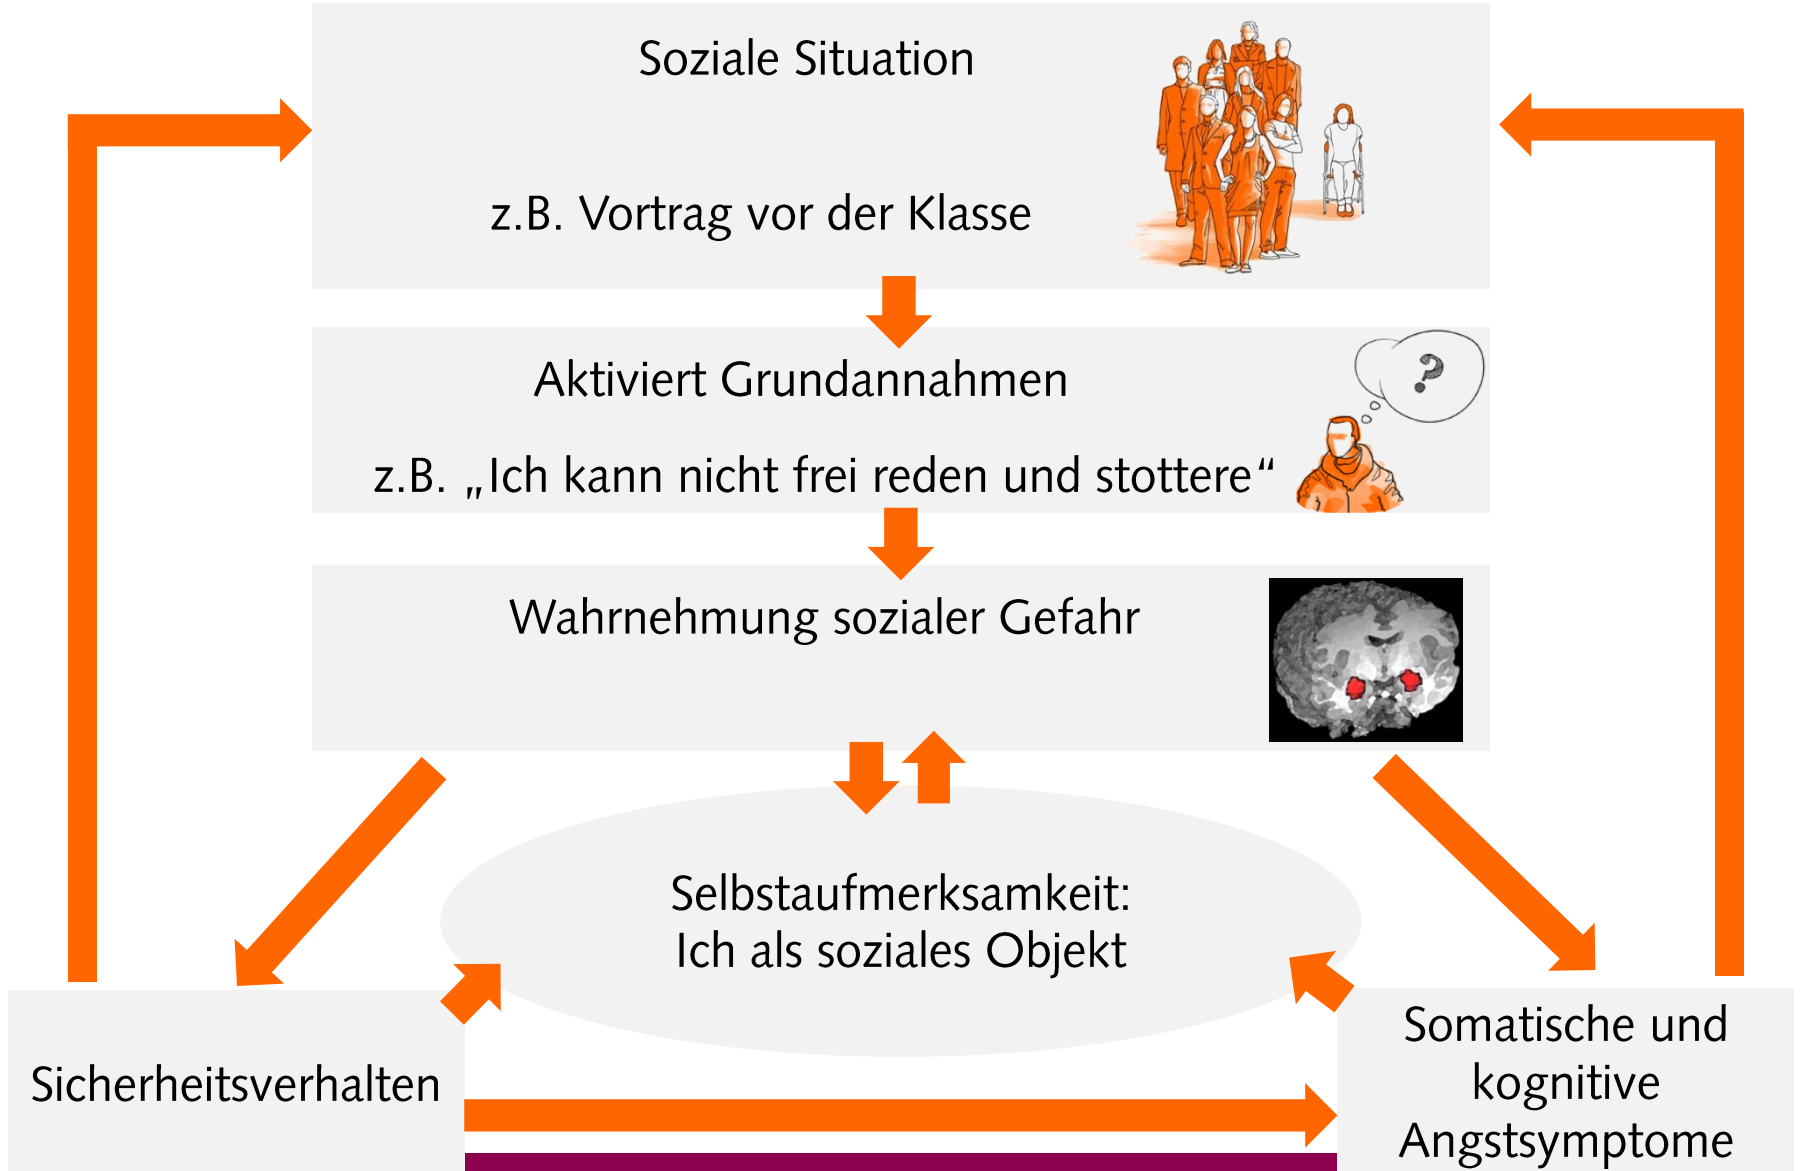 Soziale Situation
z.B. Vortrag vor der Klasse
Aktiviert Grundannahmen
?
z.B. „Ich kann nicht frei reden und stottere“
Wahrnehmung sozialer Gefahr
Selbstaufmerksamkeit:
Ich als soziales Objekt
Sicherheitsverhalten
Somatische und
kognitive
Angstsymptome